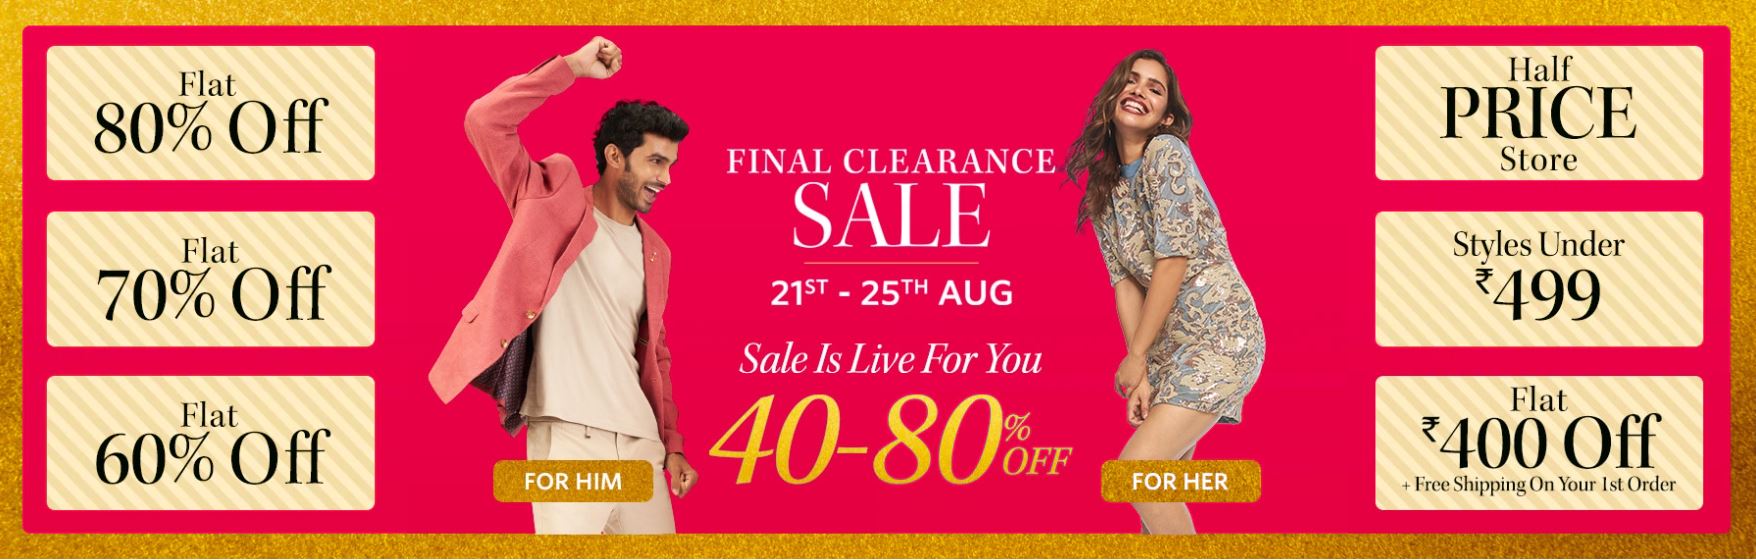 Flat
80% Off
Flat
70% Off
Flat
60% Off
FINAL CLEARANCE
SALE
21ST - 25TH AUG
Sale Is Live For You
40-80% OFF
FOR HIM
FOR HER
Half
PRICE
Store
Styles Under
₹499
Flat
₹400 Off
+ Free Shipping On Your 1st Order